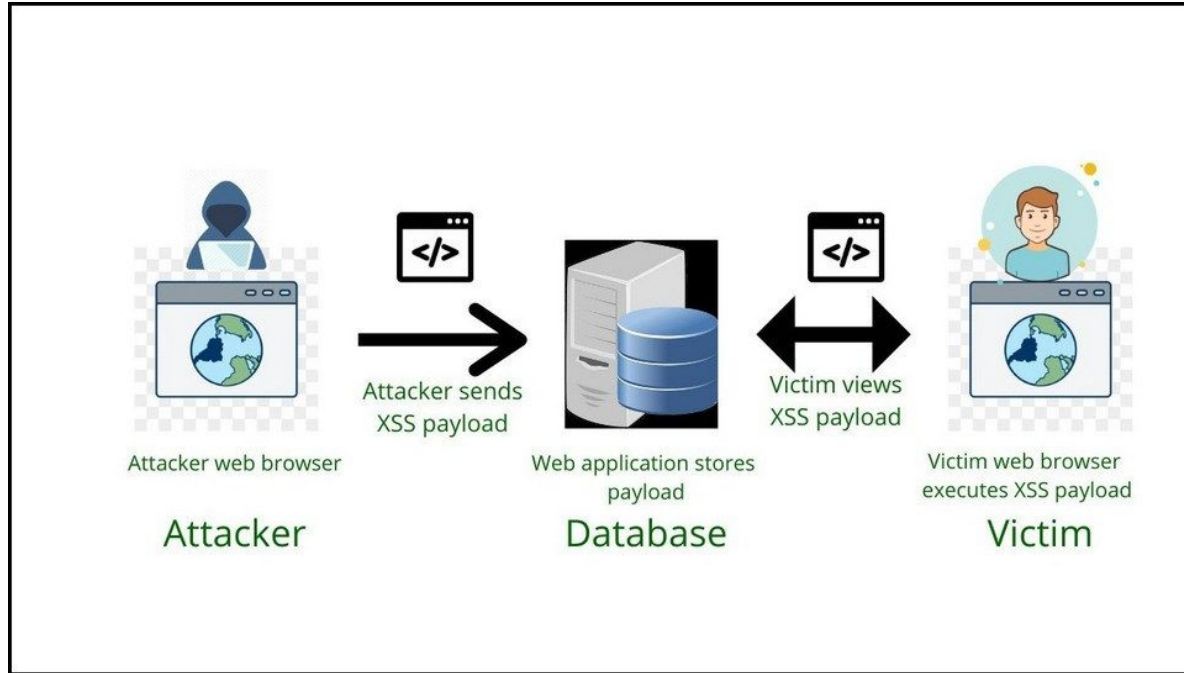 </>
</>
Attacker sends
XSS payload
Victim views
XSS payload
Attacker web browser
Web application stores
payload
Victim web browser
executes XSS payload
Attacker
Database
Victim